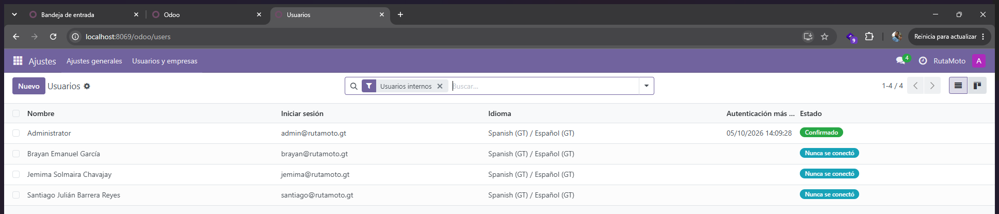 Bandeja de entrada
Odoo
Usuarios
localhost:8069/odoo/users
9
Reinicia para actualizar
Ajustes Ajustes generales Usuarios y empresas
4
RutaMoto A
Nuevo Usuarios
Usuarios internos
Buscar...
1-4 / 4
Nombre Iniciar sesión Idioma Autenticación más ... Estado
Administrator admin@rutamoto.gt Spanish (GT) / Español (GT) 05/10/2026 14:09:28 Confirmado
Brayan Emanuel García brayan@rutamoto.gt Spanish (GT) / Español (GT) Nunca se conectó
Jemima Solmaira Chavajay jemima@rutamoto.gt Spanish (GT) / Español (GT) Nunca se conectó
Santiago Julián Barrera Reyes santiago@rutamoto.gt Spanish (GT) / Español (GT) Nunca se conectó